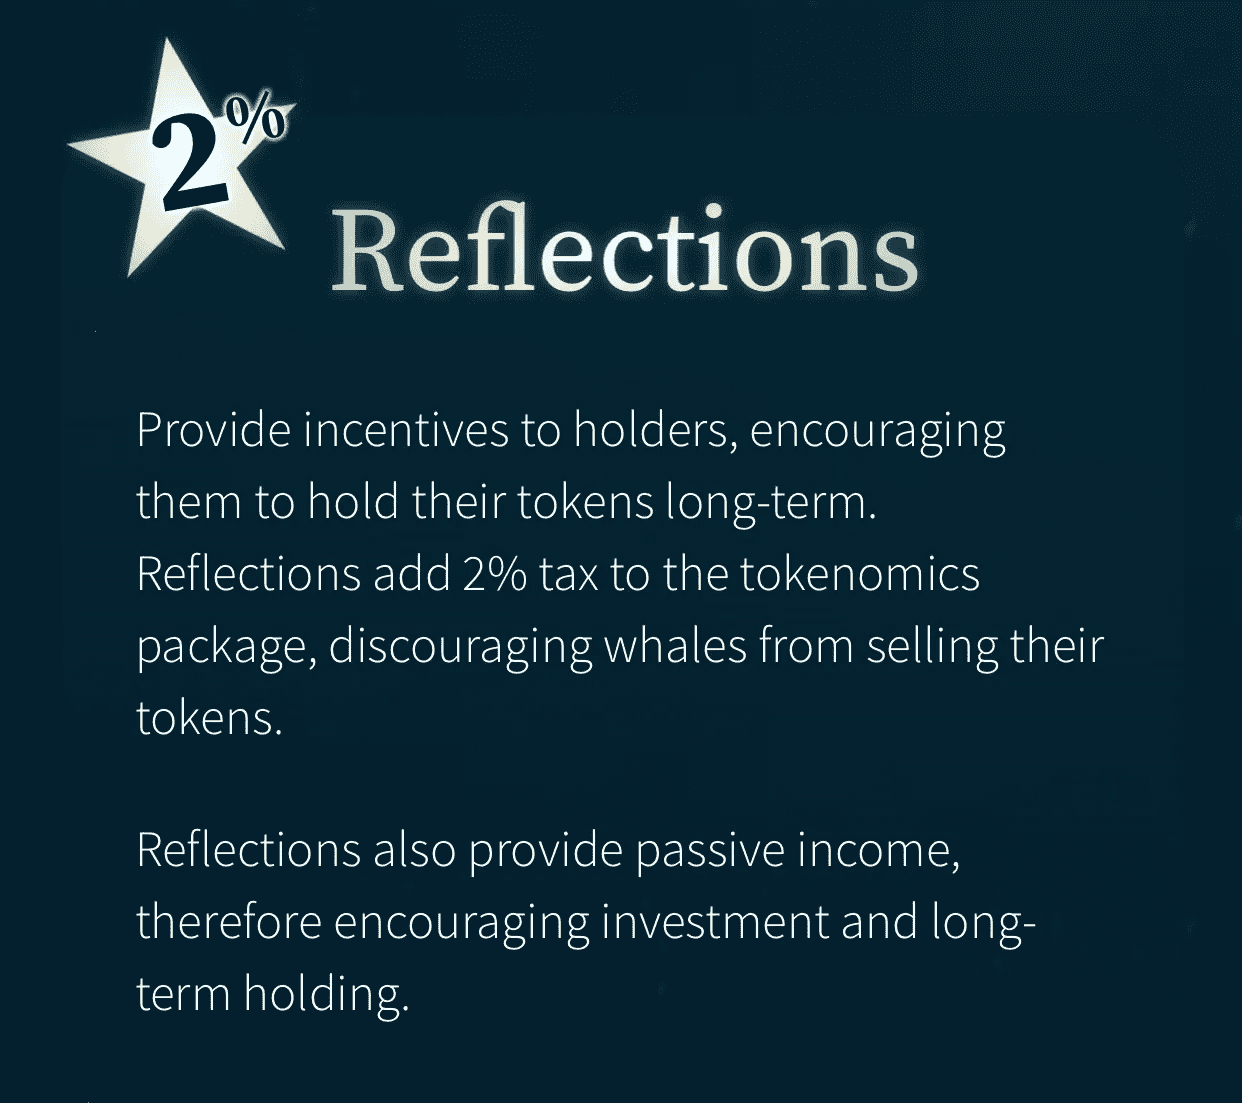 2%
Reflections
Provide incentives to holders, encouraging
them to hold their tokens long-term.
Reflections add 2% tax to the tokenomics
package, discouraging whales from selling their
tokens.
Reflections also provide passive income,
therefore encouraging investment and long-
term holding.